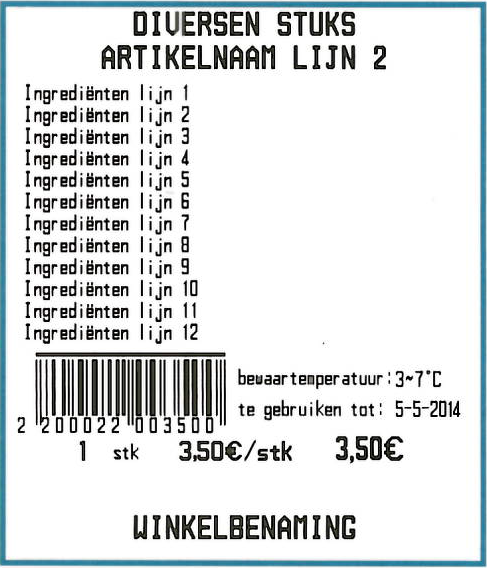 DIVERSEN STUKS
ARTIKELNAAM LIJN 2
Ingrediënten lijn 1
Ingrediënten lijn 2
Ingrediënten lijn 3
Ingrediënten lijn 4
Ingrediënten lijn 5
Ingrediënten lijn 6
Ingrediënten lijn 7
Ingrediënten lijn 8
Ingrediënten lijn 9
Ingrediënten lijn 10
Ingrediënten lijn 11
Ingrediënten lijn 12
bewaartemperatuur:3~7°C
te gebruiken tot: 5-5-2014
2 200022 003500
1 stk 3,50€/stk 3,50€
WINKELBENAMING